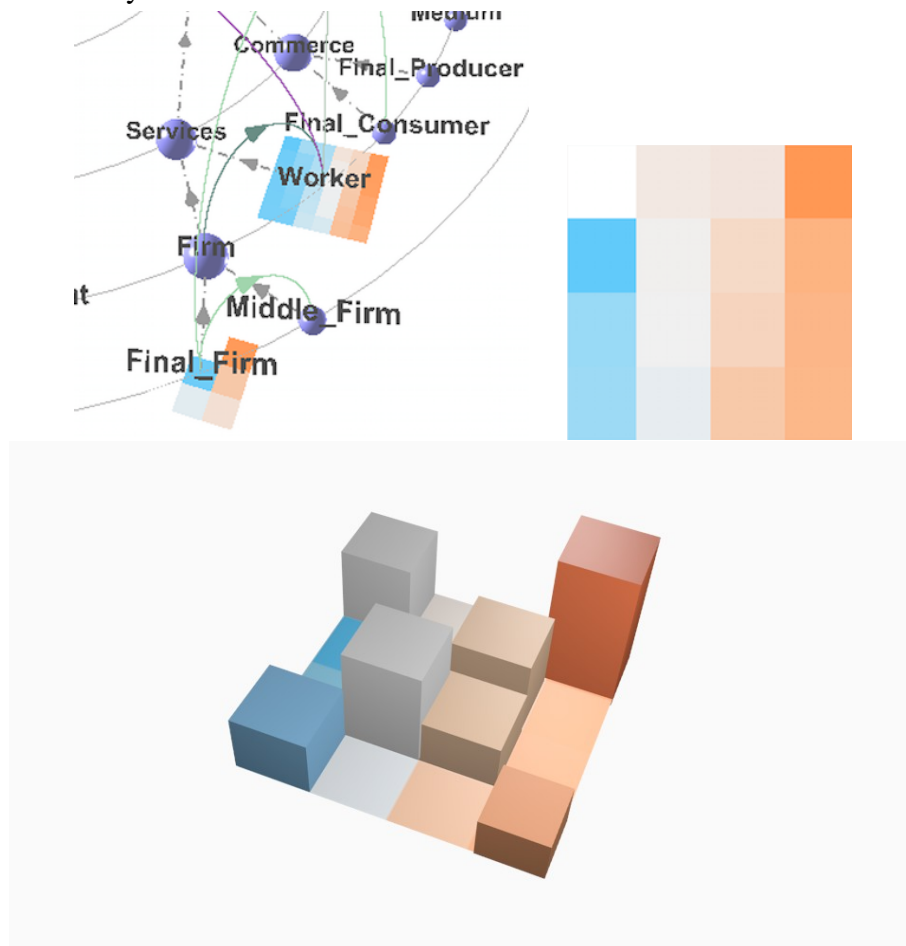 Medium
Commerce
Final_Producer
Services
Final_Consumer
Worker
Firm
Middle_Firm
Final_Firm